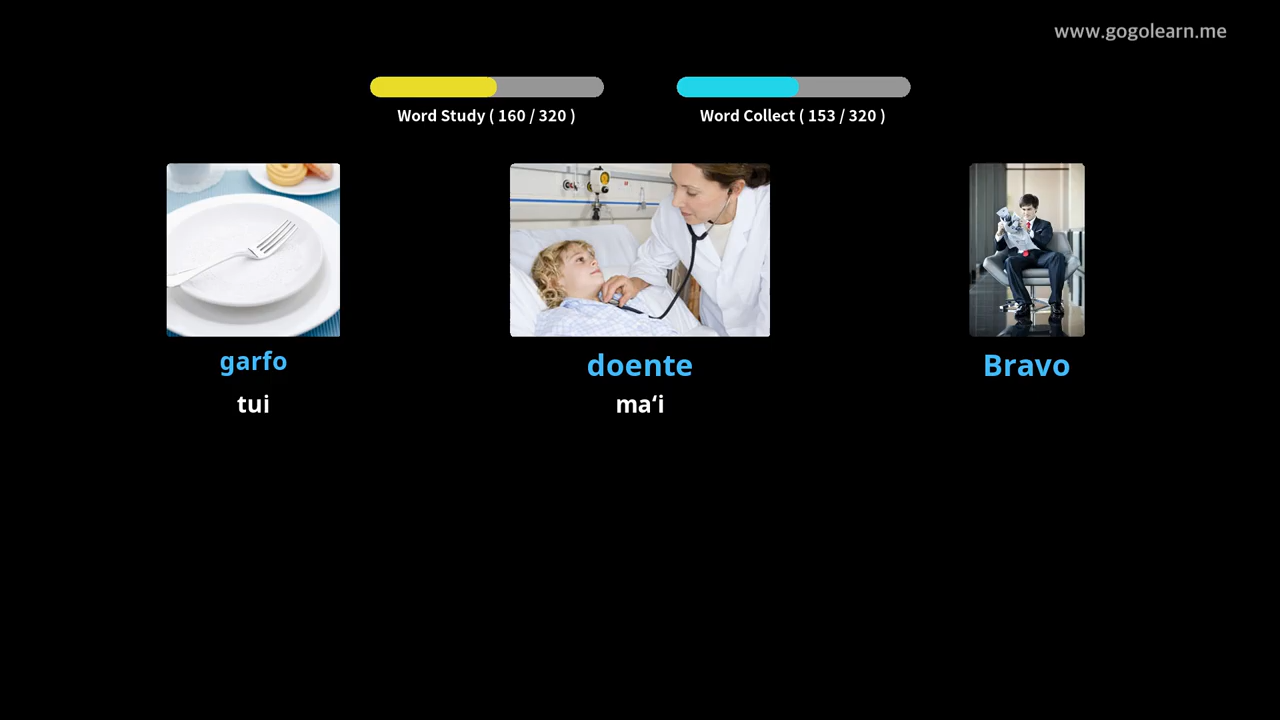 www.gogolearn.me
Word Study ( 160 / 320 )
Word Collect ( 153 / 320 )
garfo
tui
doente
ma‘i
Bravo